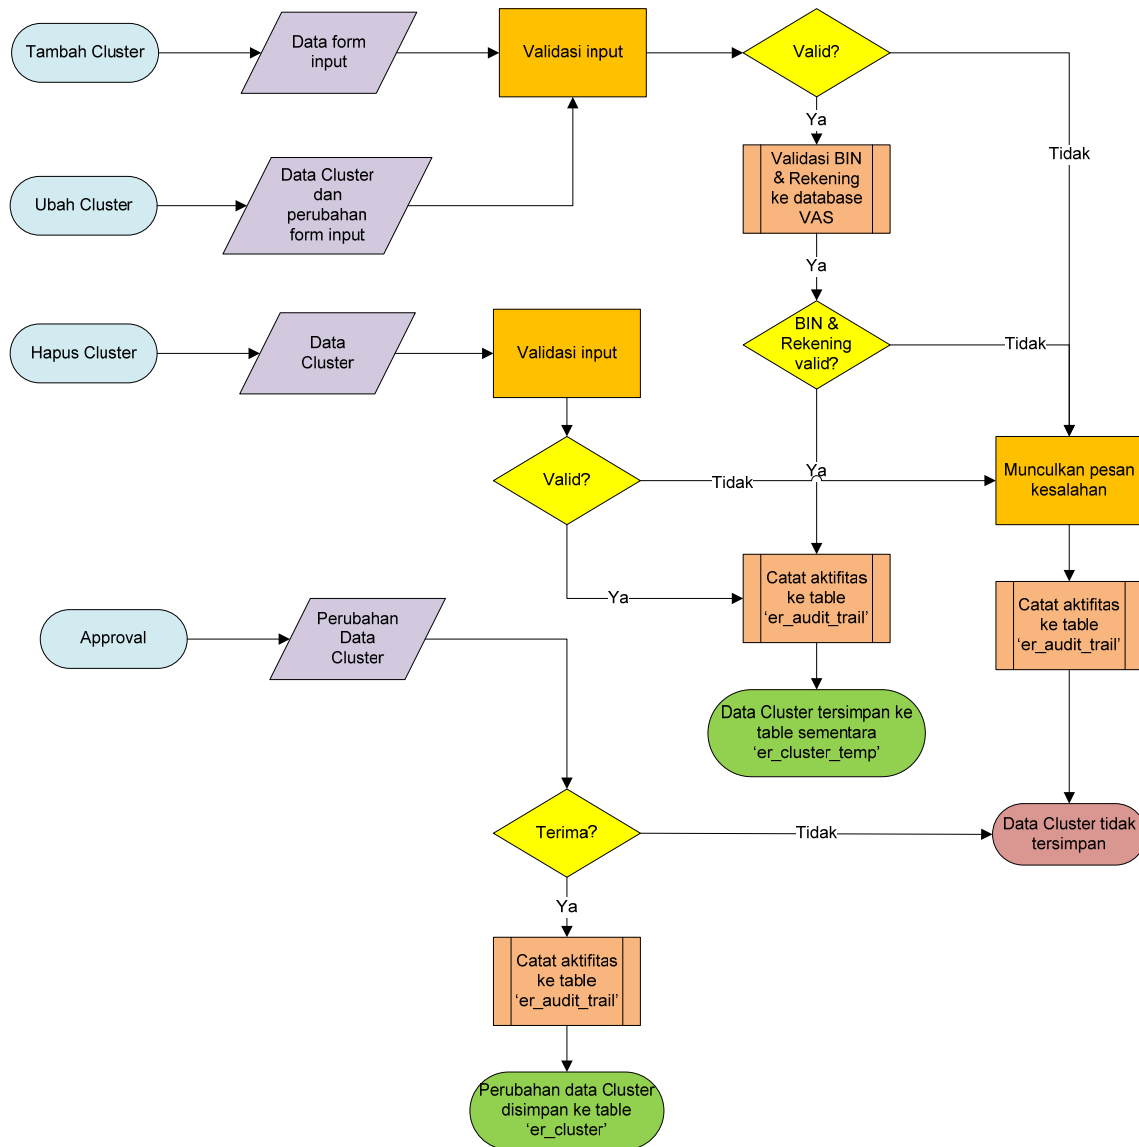 Tambah Cluster
Data form
input
Validasi input
Valid?
Ya
Tidak
Ubah Cluster
Data Cluster
dan
perubahan
form input
Validasi BIN
& Rekening
ke database
VAS
Ya
Hapus Cluster
Data
Cluster
Validasi input
BIN &
Rekening
valid?
Tidak
Valid?
Tidak
Ya
Munculkan pesan
kesalahan
Ya
Catat aktifitas
ke table
‘er_audit_trail’
Catat aktifitas
ke table
‘er_audit_trail’
Approval
Perubahan
Data
Cluster
Data Cluster tersimpan ke
table sementara
‘er_cluster_temp’
Terima?
Tidak
Data Cluster tidak
tersimpan
Ya
Catat aktifitas
ke table
‘er_audit_trail’
Perubahan data Cluster
disimpan ke table
‘er_cluster’